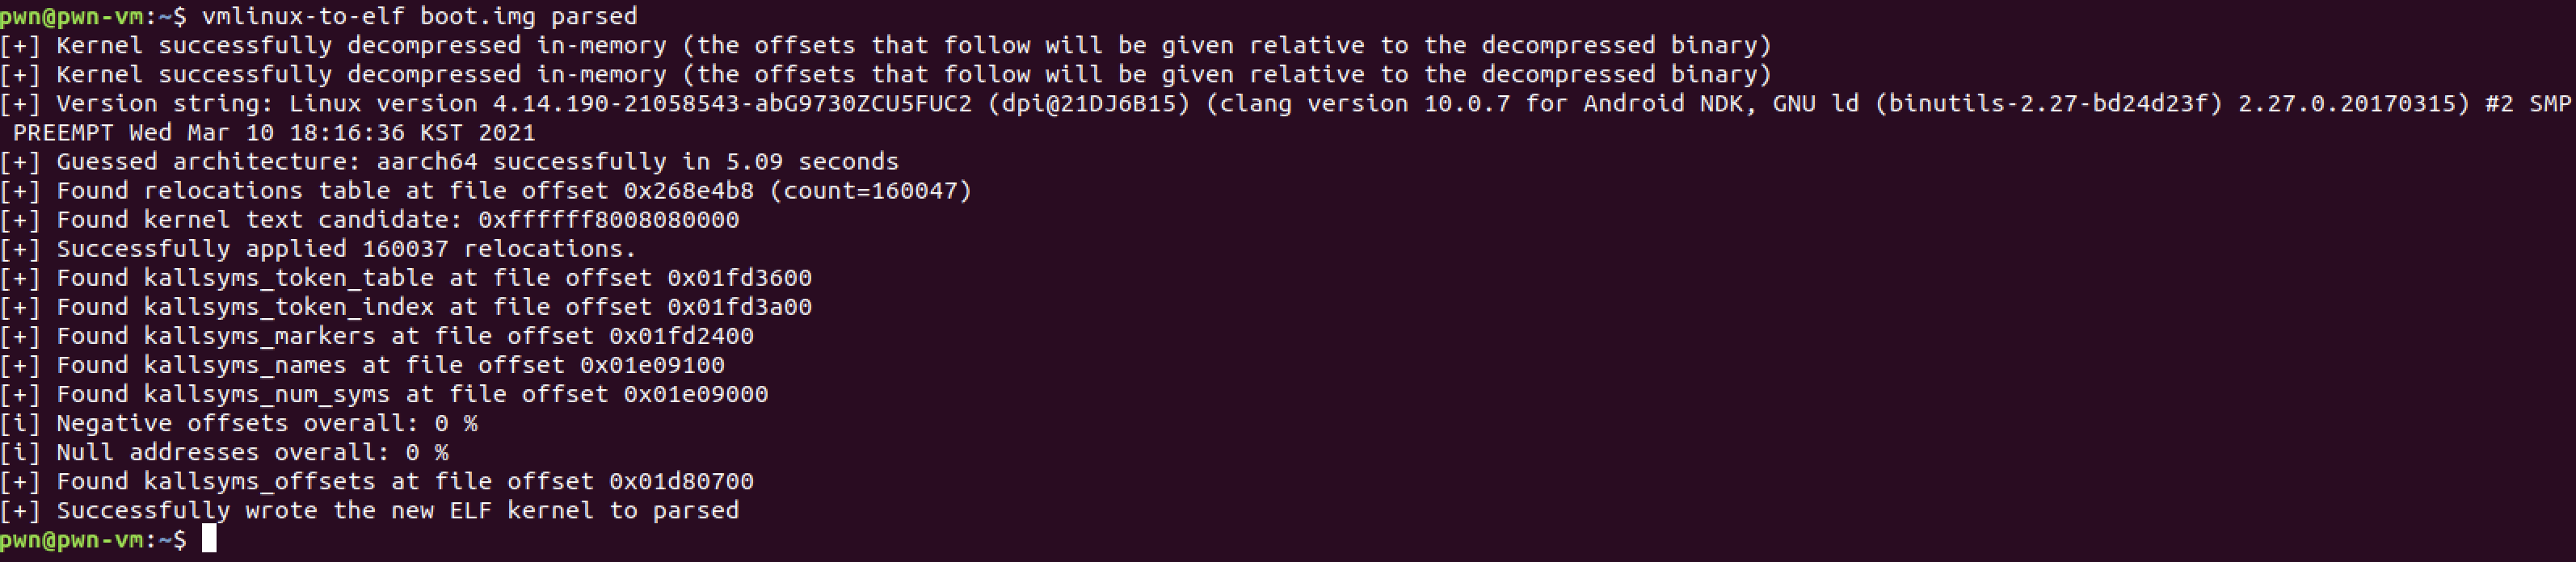 pwn@pwn-vm:~$ vmlinux-to-elf boot.img parsed
[+] Kernel successfully decompressed in-memory (the offsets that follow will be given relative to the decompressed binary)
[+] Kernel successfully decompressed in-memory (the offsets that follow will be given relative to the decompressed binary)
[+] Version string: Linux version 4.14.190-21058543-abG9730ZCU5FUC2 (dpi@21DJ6B15) (clang version 10.0.7 for Android NDK, GNU ld (binutils-2.27-bd24d23f) 2.27.0.20170315) #2 SMP
 PREEMPT Wed Mar 10 18:16:36 KST 2021
[+] Guessed architecture: aarch64 successfully in 5.09 seconds
[+] Found relocations table at file offset 0x268e4b8 (count=160047)
[+] Found kernel text candidate: 0xffffff8008080000
[+] Successfully applied 160037 relocations.
[+] Found kallsyms_token_table at file offset 0x01fd3600
[+] Found kallsyms_token_index at file offset 0x01fd3a00
[+] Found kallsyms_markers at file offset 0x01fd2400
[+] Found kallsyms_names at file offset 0x01e09100
[+] Found kallsyms_num_syms at file offset 0x01e09000
[i] Negative offsets overall: 0 %
[i] Null addresses overall: 0 %
[+] Found kallsyms_offsets at file offset 0x01d80700
[+] Successfully wrote the new ELF kernel to parsed
pwn@pwn-vm:~$